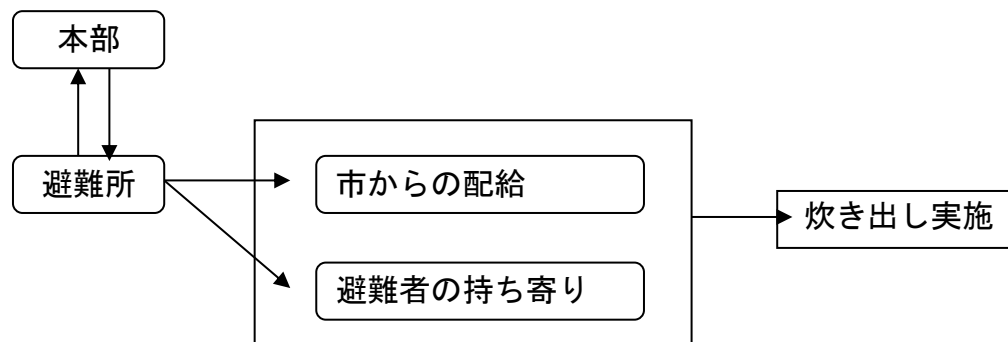 本部
避難所
市からの配給
炊き出し実施
避難者の持ち寄り